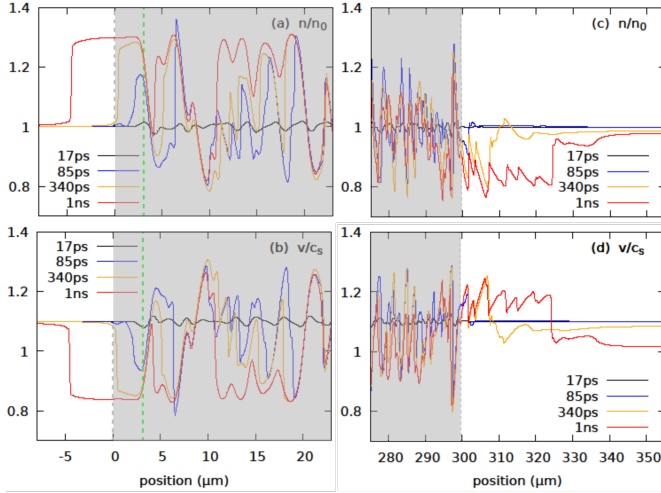 (a) n/n0
1.4
1.2
1
0.8
17ps
85ps
340ps
1ns
(c) n/n0
1.4
1.2
1
0.8
17ps
85ps
340ps
1ns
(b) v/cs
1.4
1.2
1
0.8
17ps
85ps
340ps
1ns
-5 0 5 10 15 20
position (μm)
(d) v/cs
1.4
1.2
1
0.8
17ps
85ps
340ps
1ns
280 290 300 310 320 330 340 350
position (μm)